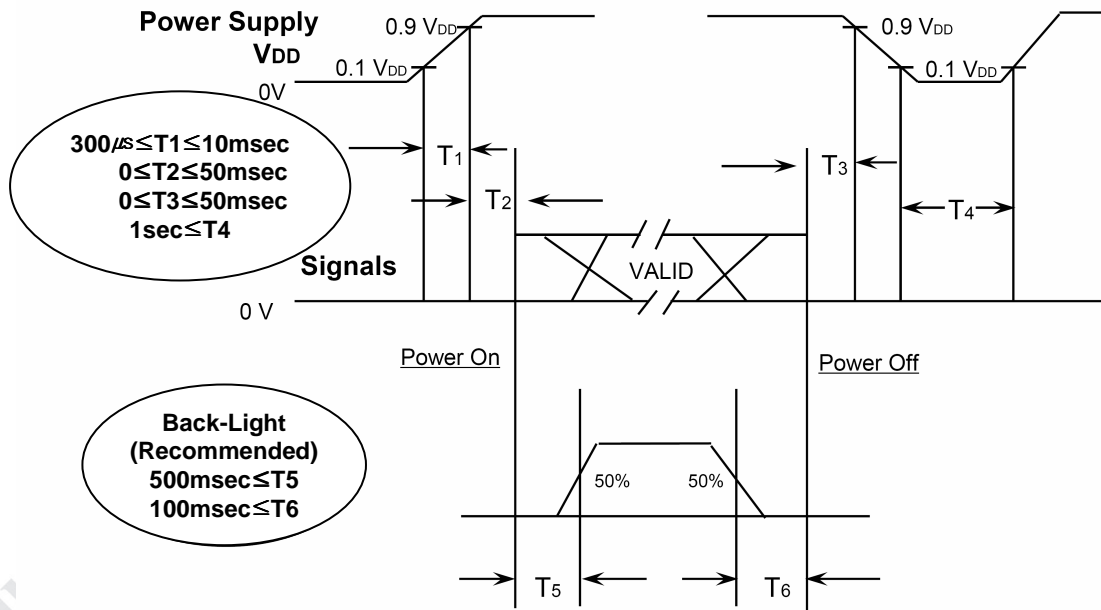 Power Supply
VDD
0.9 VDD
0.9 VDD
0.1 VDD
0.1 VDD
0V
300μs≤T1≤10msec
0≤T2≤50msec
0≤T3≤50msec
1sec≤T4
T1
T2
T3
T4
Signals
VALID
0 V
Power On
Power Off
Back-Light
(Recommended)
500msec≤T5
100msec≤T6
50%
50%
T5
T6